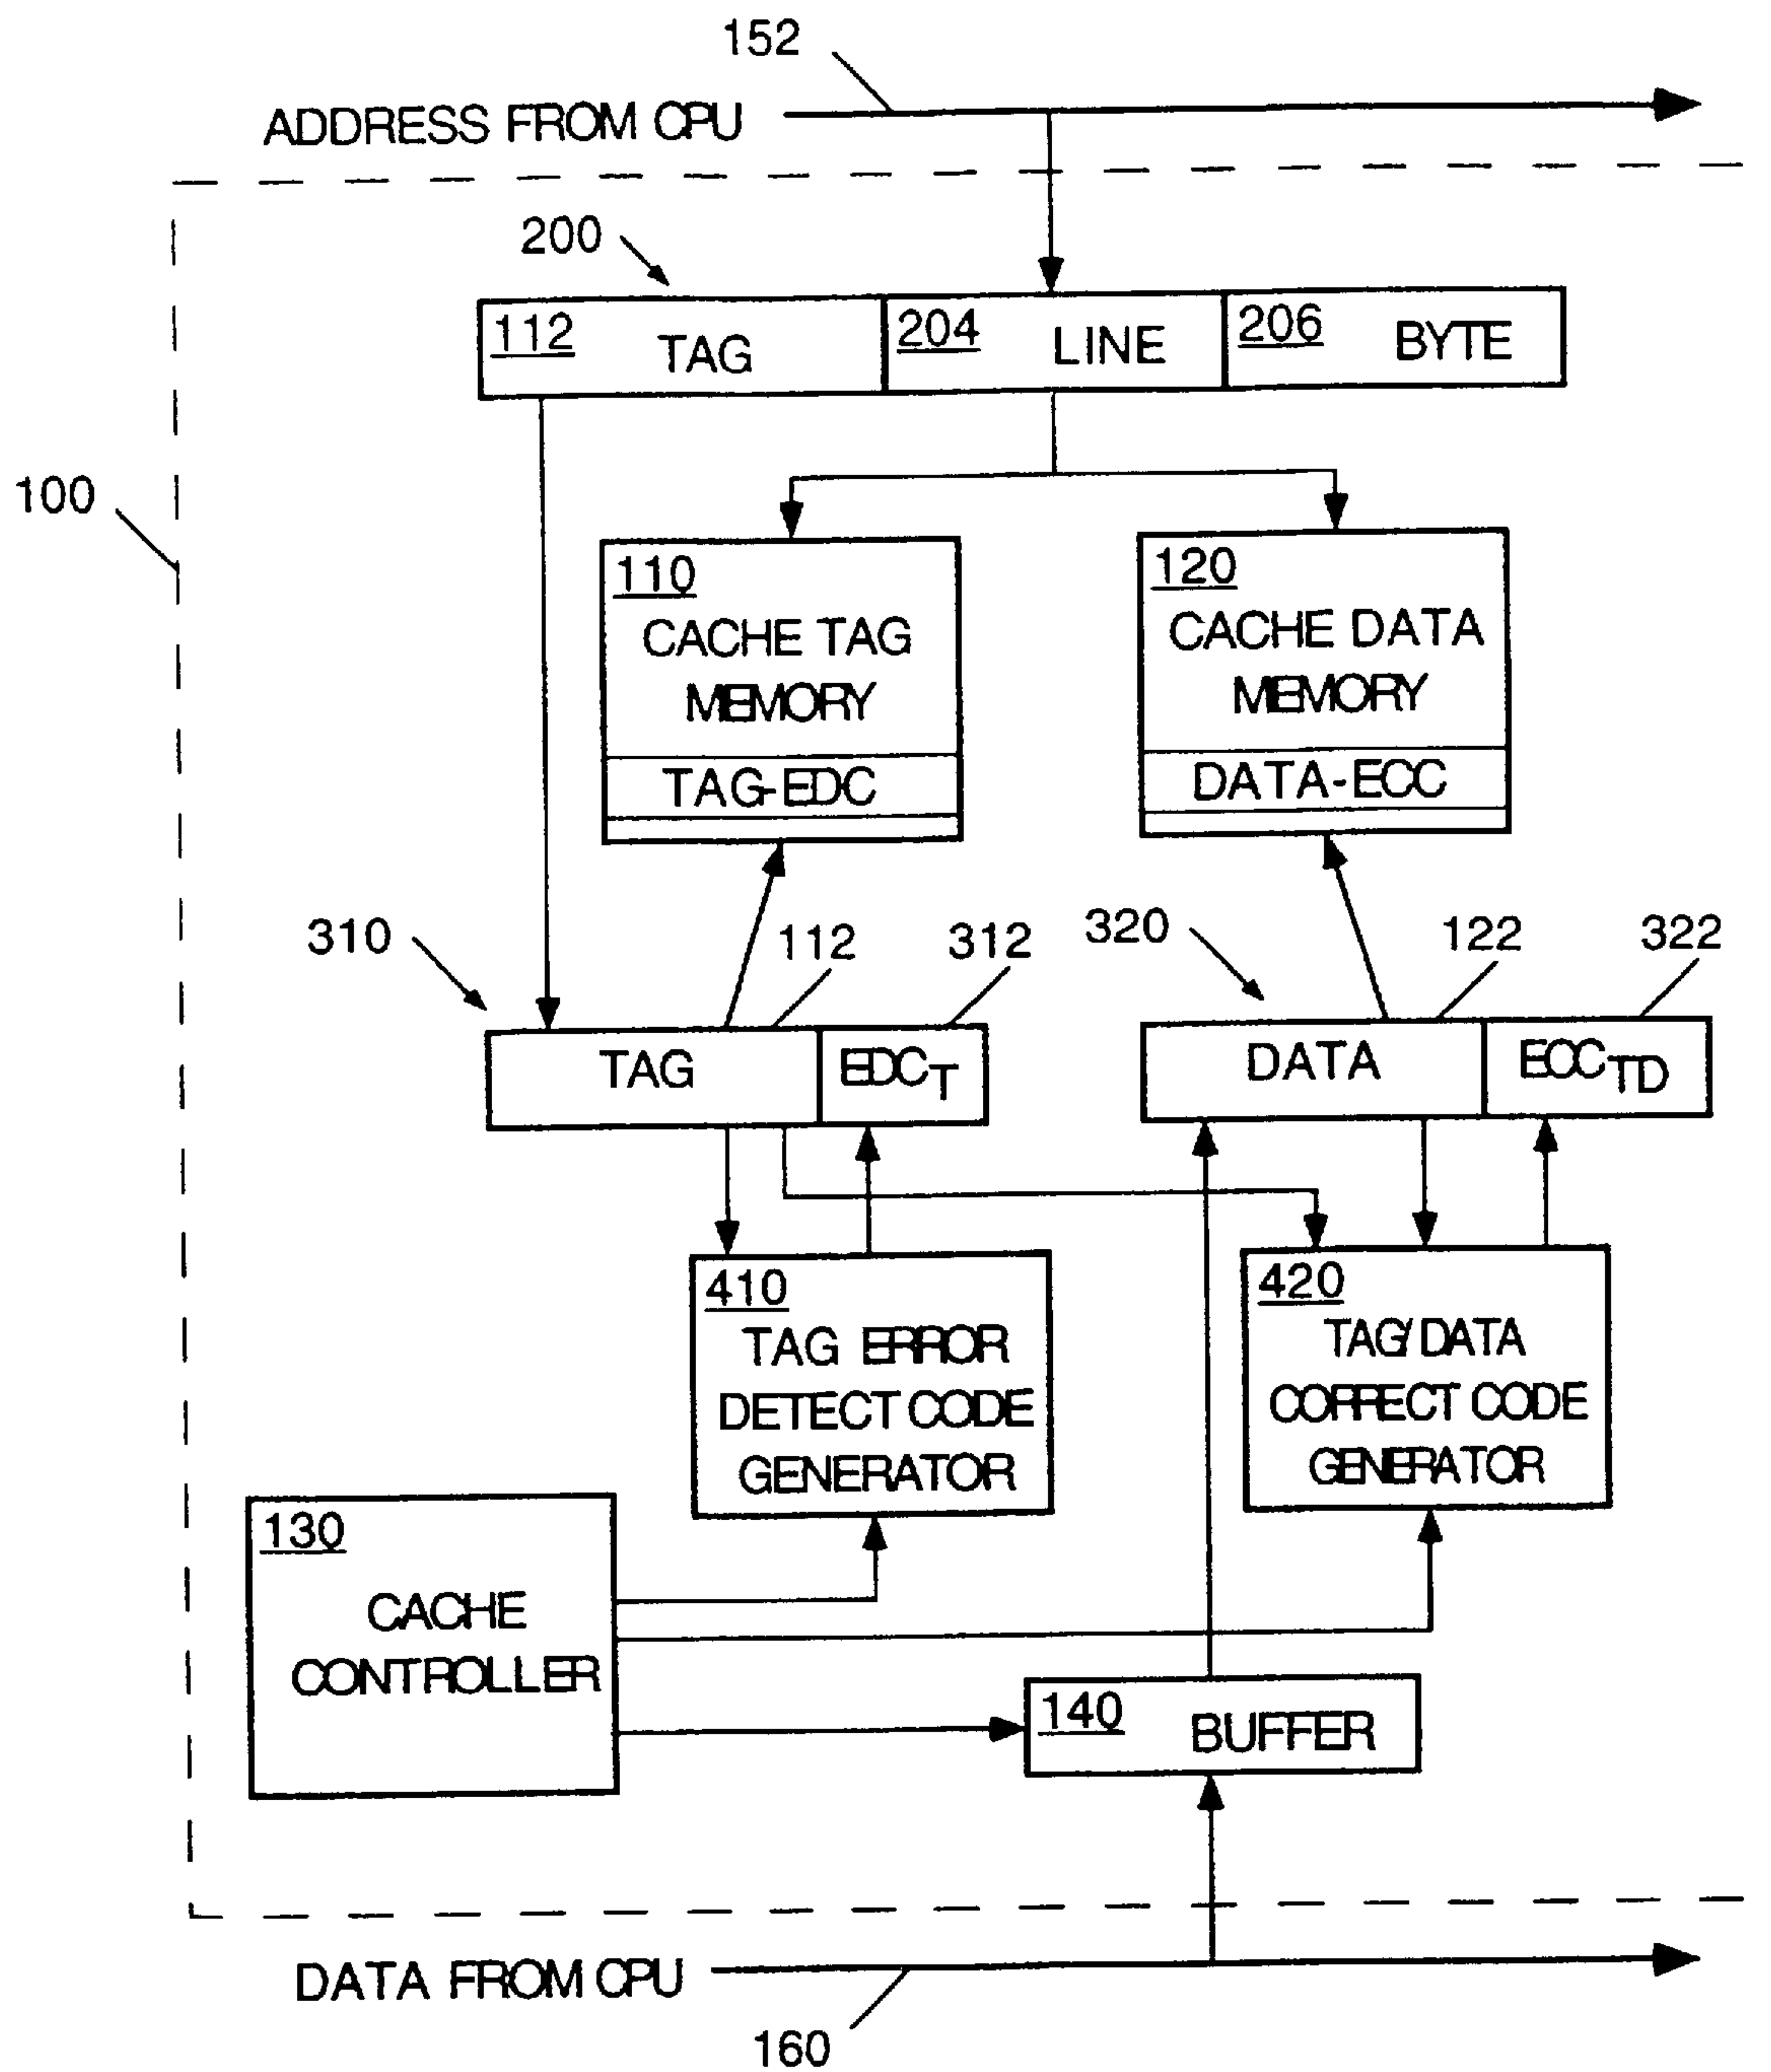 152
ADDRESS FROM CPU
200
112 TAG
204 LINE
206 BYTE
100
110
CACHE TAG
MEMORY
TAG-EDC
120
CACHE DATA
MEMORY
DATA-ECC
310
112
312
320
122
322
TAG
EDCT
DATA
ECCTD
410
TAG ERROR
DETECT CODE
GENERATOR
420
TAG/DATA
CORRECT CODE
GENERATOR
130
CACHE
CONTROLLER
140 BUFFER
DATA FROM CPU
160